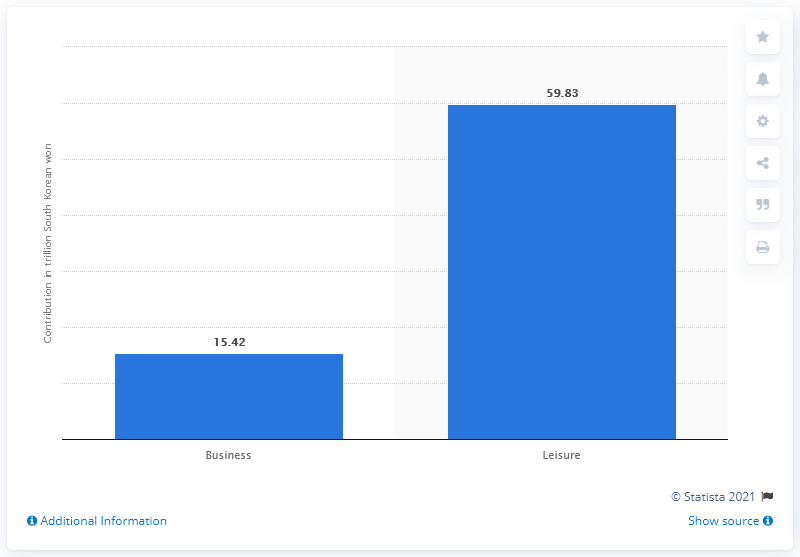 Contribution in trillion South Korean won
59.83
15.42
Business
Leisure
© Statista 2021
Additional Information
Show source